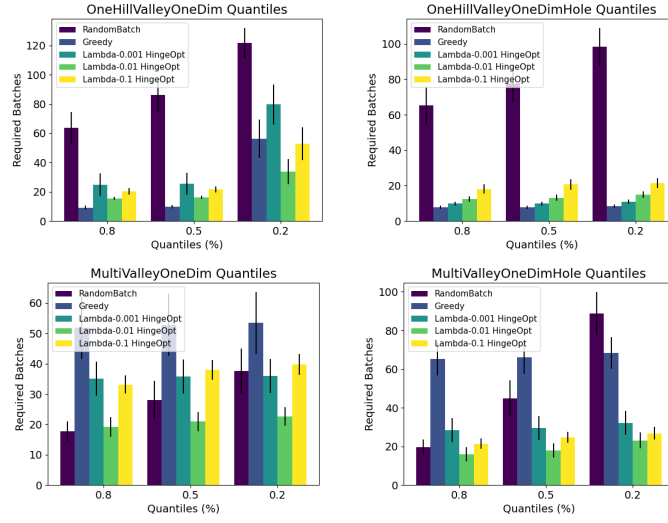 OneHillValleyOneDim Quantiles
Required Batches
120
100
80
60
40
20
0
RandomBatch
Greedy
Lambda-0.001 HingeOpt
Lambda-0.01 HingeOpt
Lambda-0.1 HingeOpt
0.8
0.5
0.2
Quantiles (%)
OneHillValleyOneDimHole Quantiles
Required Batches
100
80
60
40
20
0
RandomBatch
Greedy
Lambda-0.001 HingeOpt
Lambda-0.01 HingeOpt
Lambda-0.1 HingeOpt
0.8
0.5
0.2
Quantiles (%)
MultiValleyOneDim Quantiles
Required Batches
60
50
40
30
20
10
0
RandomBatch
Greedy
Lambda-0.001 HingeOpt
Lambda-0.01 HingeOpt
Lambda-0.1 HingeOpt
0.8
0.5
0.2
Quantiles (%)
MultiValleyOneDimHole Quantiles
Required Batches
100
80
60
40
20
0
RandomBatch
Greedy
Lambda-0.001 HingeOpt
Lambda-0.01 HingeOpt
Lambda-0.1 HingeOpt
0.8
0.5
0.2
Quantiles (%)